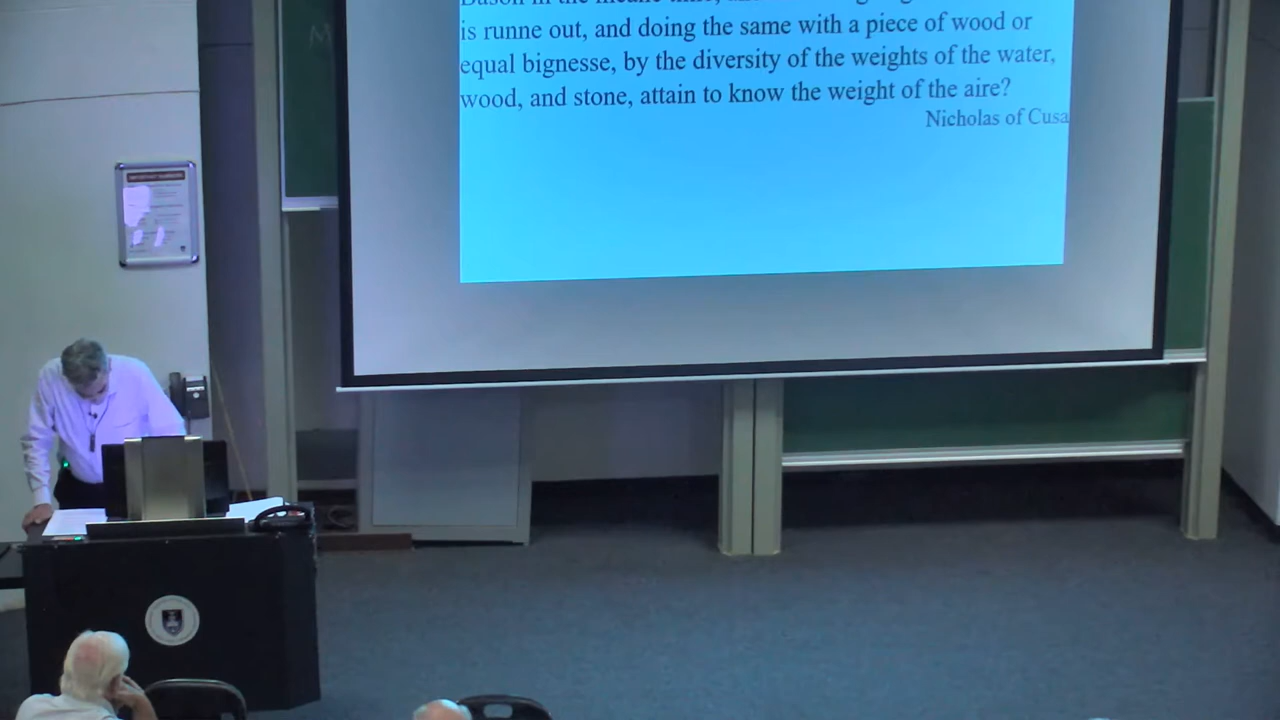 is runne out, and doing the same with a piece of wood or
equal bignesse, by the diversity of the weights of the water,
wood, and stone, attain to know the weight of the aire?
Nicholas of Cusa